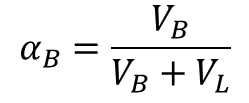 α_B = V_B / (V_B + V_L)